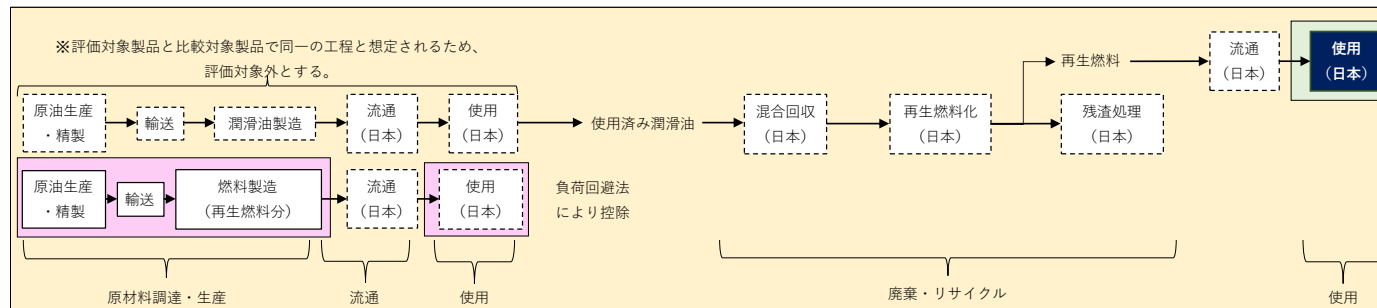 ※評価対象製品と比較対象製品で同一の工程と想定されるため、
評価対象外とする。
原油生産
・精製
輸送
潤滑油製造
流通
（日本）
使用
（日本）
使用済み潤滑油
混合回収
（日本）
再生燃料化
（日本）
再生燃料
残渣処理
（日本）
流通
（日本）
使用
（日本）
原油生産
・精製
輸送
燃料製造
（再生燃料分）
流通
（日本）
使用
（日本）
負荷回避法
により控除
原材料調達・生産
流通
使用
廃棄・リサイクル
使用